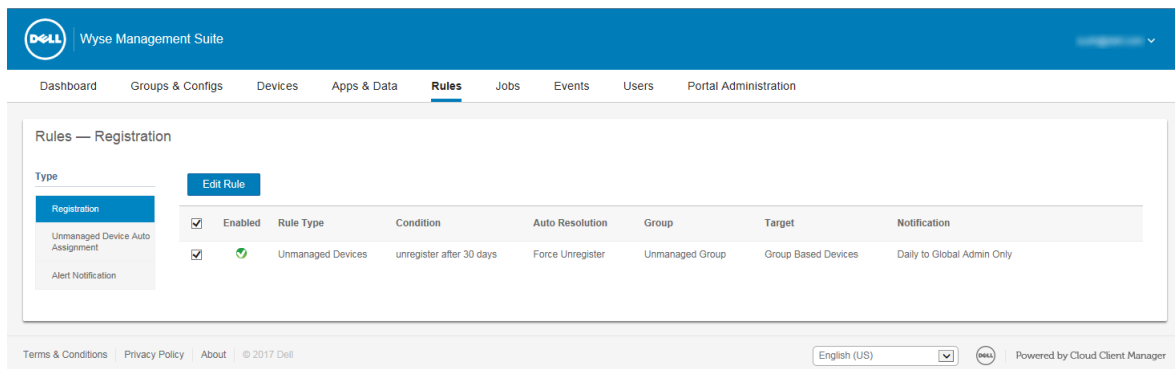 DELL Wyse Management Suite
Dashboard Groups & Configs Devices Apps & Data Rules Jobs Events Users Portal Administration
Rules — Registration
Type
Registration
Unmanaged Device Auto
Assignment
Alert Notification
Edit Rule
Enabled Rule Type Condition Auto Resolution Group Target Notification
Unmanaged Devices unregister after 30 days Force Unregister Unmanaged Group Group Based Devices Daily to Global Admin Only
Terms & Conditions Privacy Policy About © 2017 Dell English (US) DELL Powered by Cloud Client Manager